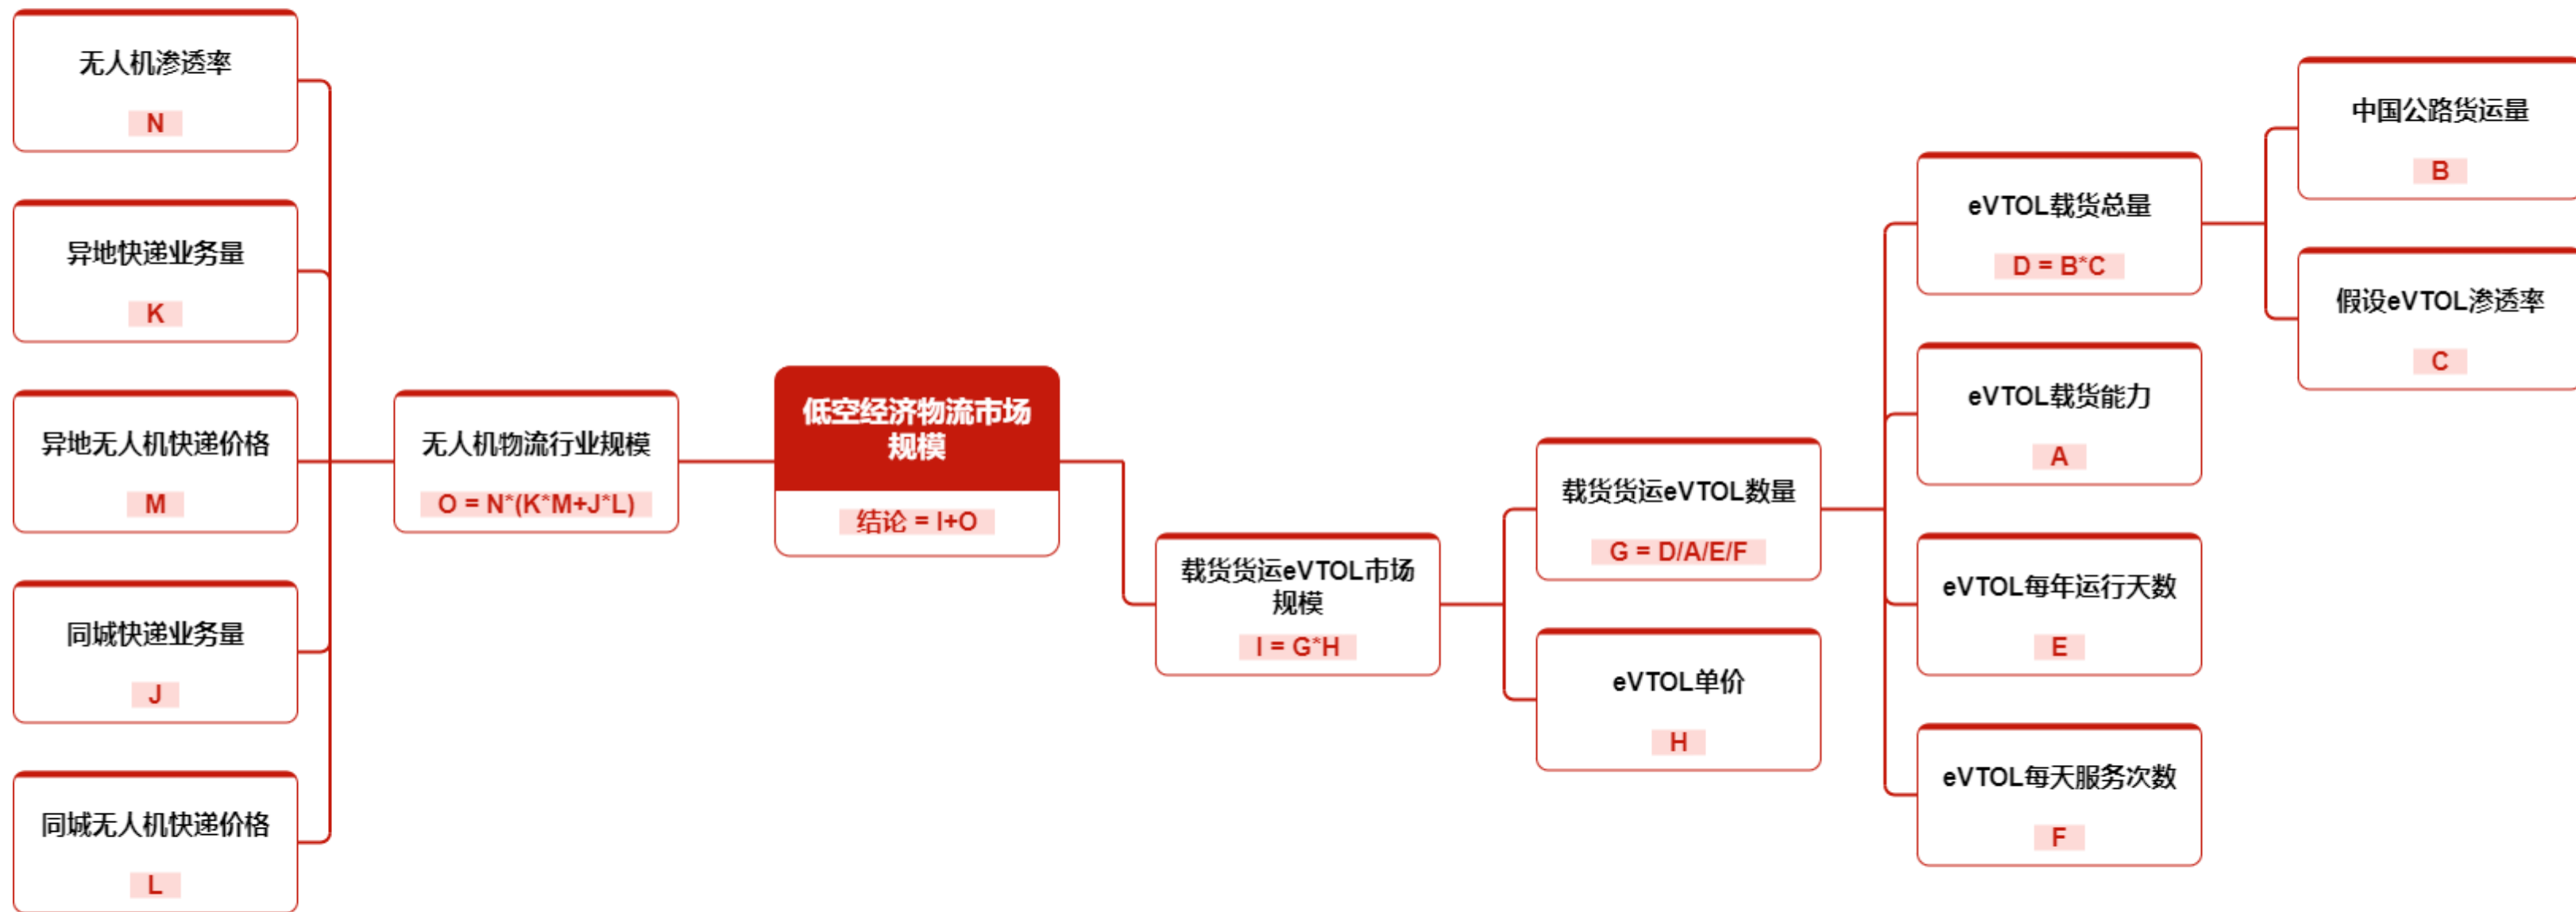 无人机渗透率
N
异地快递业务量
K
异地无人机快递价格
M
同城快递业务量
J
同城无人机快递价格
L
无人机物流行业规模
O = N*(K*M+J*L)
低空经济物流市场
规模
结论 = I+O
载货货运eVTOL市场
规模
I = G*H
载货货运eVTOL数量
G = D/A/E/F
eVTOL单价
H
eVTOL载货总量
D = B*C
eVTOL载货能力
A
eVTOL每年运行天数
E
eVTOL每天服务次数
F
中国公路货运量
B
假设eVTOL渗透率
C